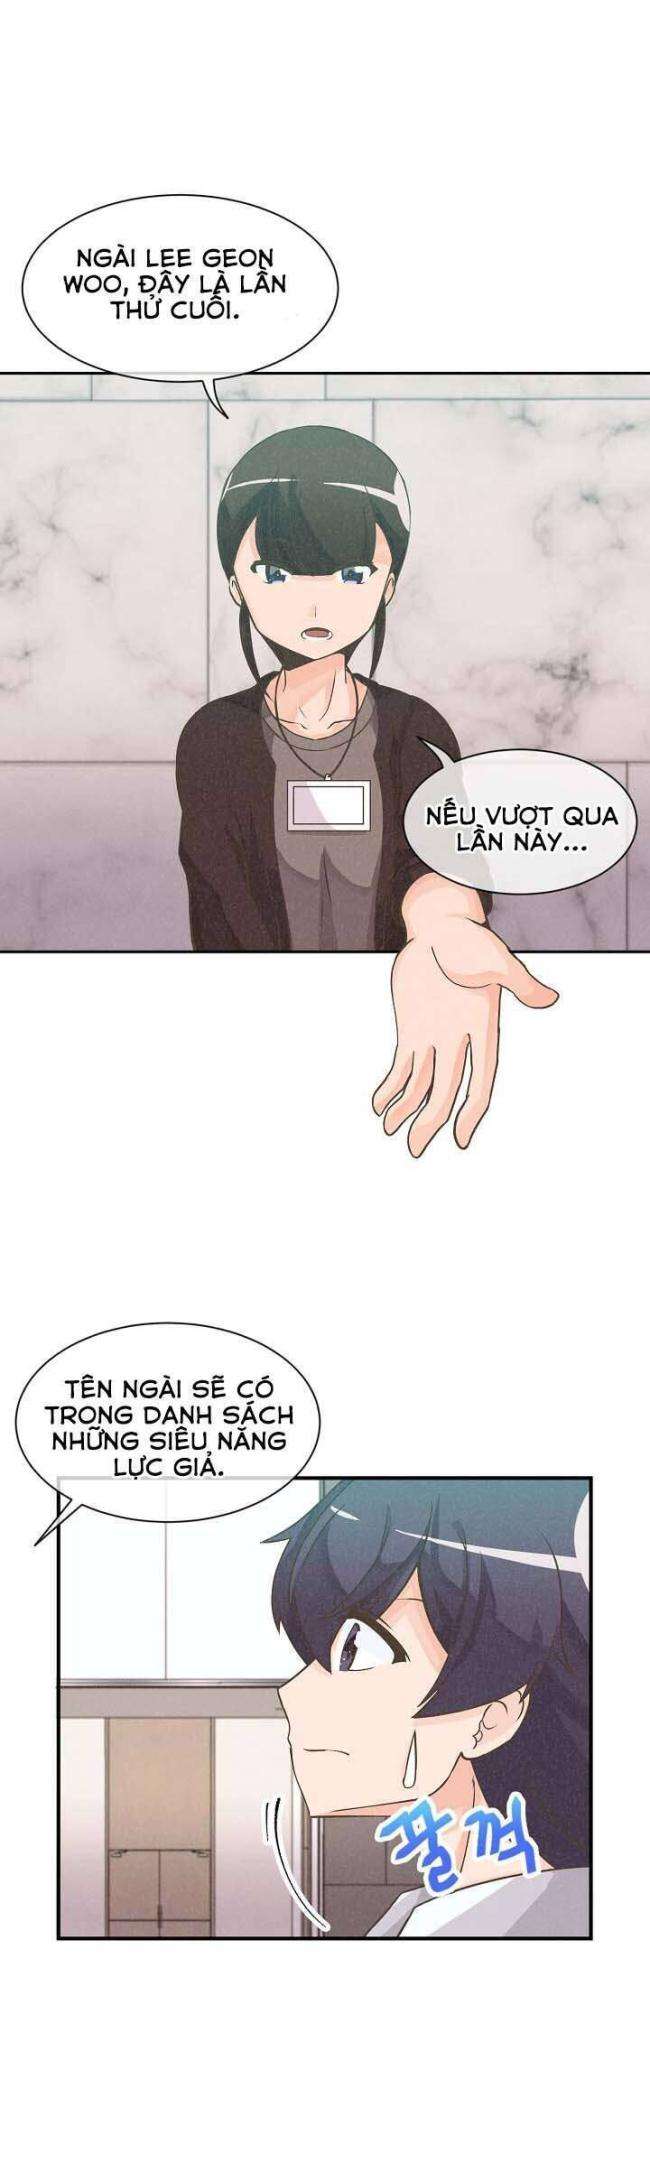 NGÀI LEE GEON
WOO, ĐÂY LÀ LẦN
THỬ CUỐI.
NẾU VƯỢT QUA
LẦN NÀY...
TÊN NGÀI SẼ CÓ
TRONG DANH SÁCH
NHỮNG SIÊU NĂNG
LỰC GIẢ.
꿀꺽